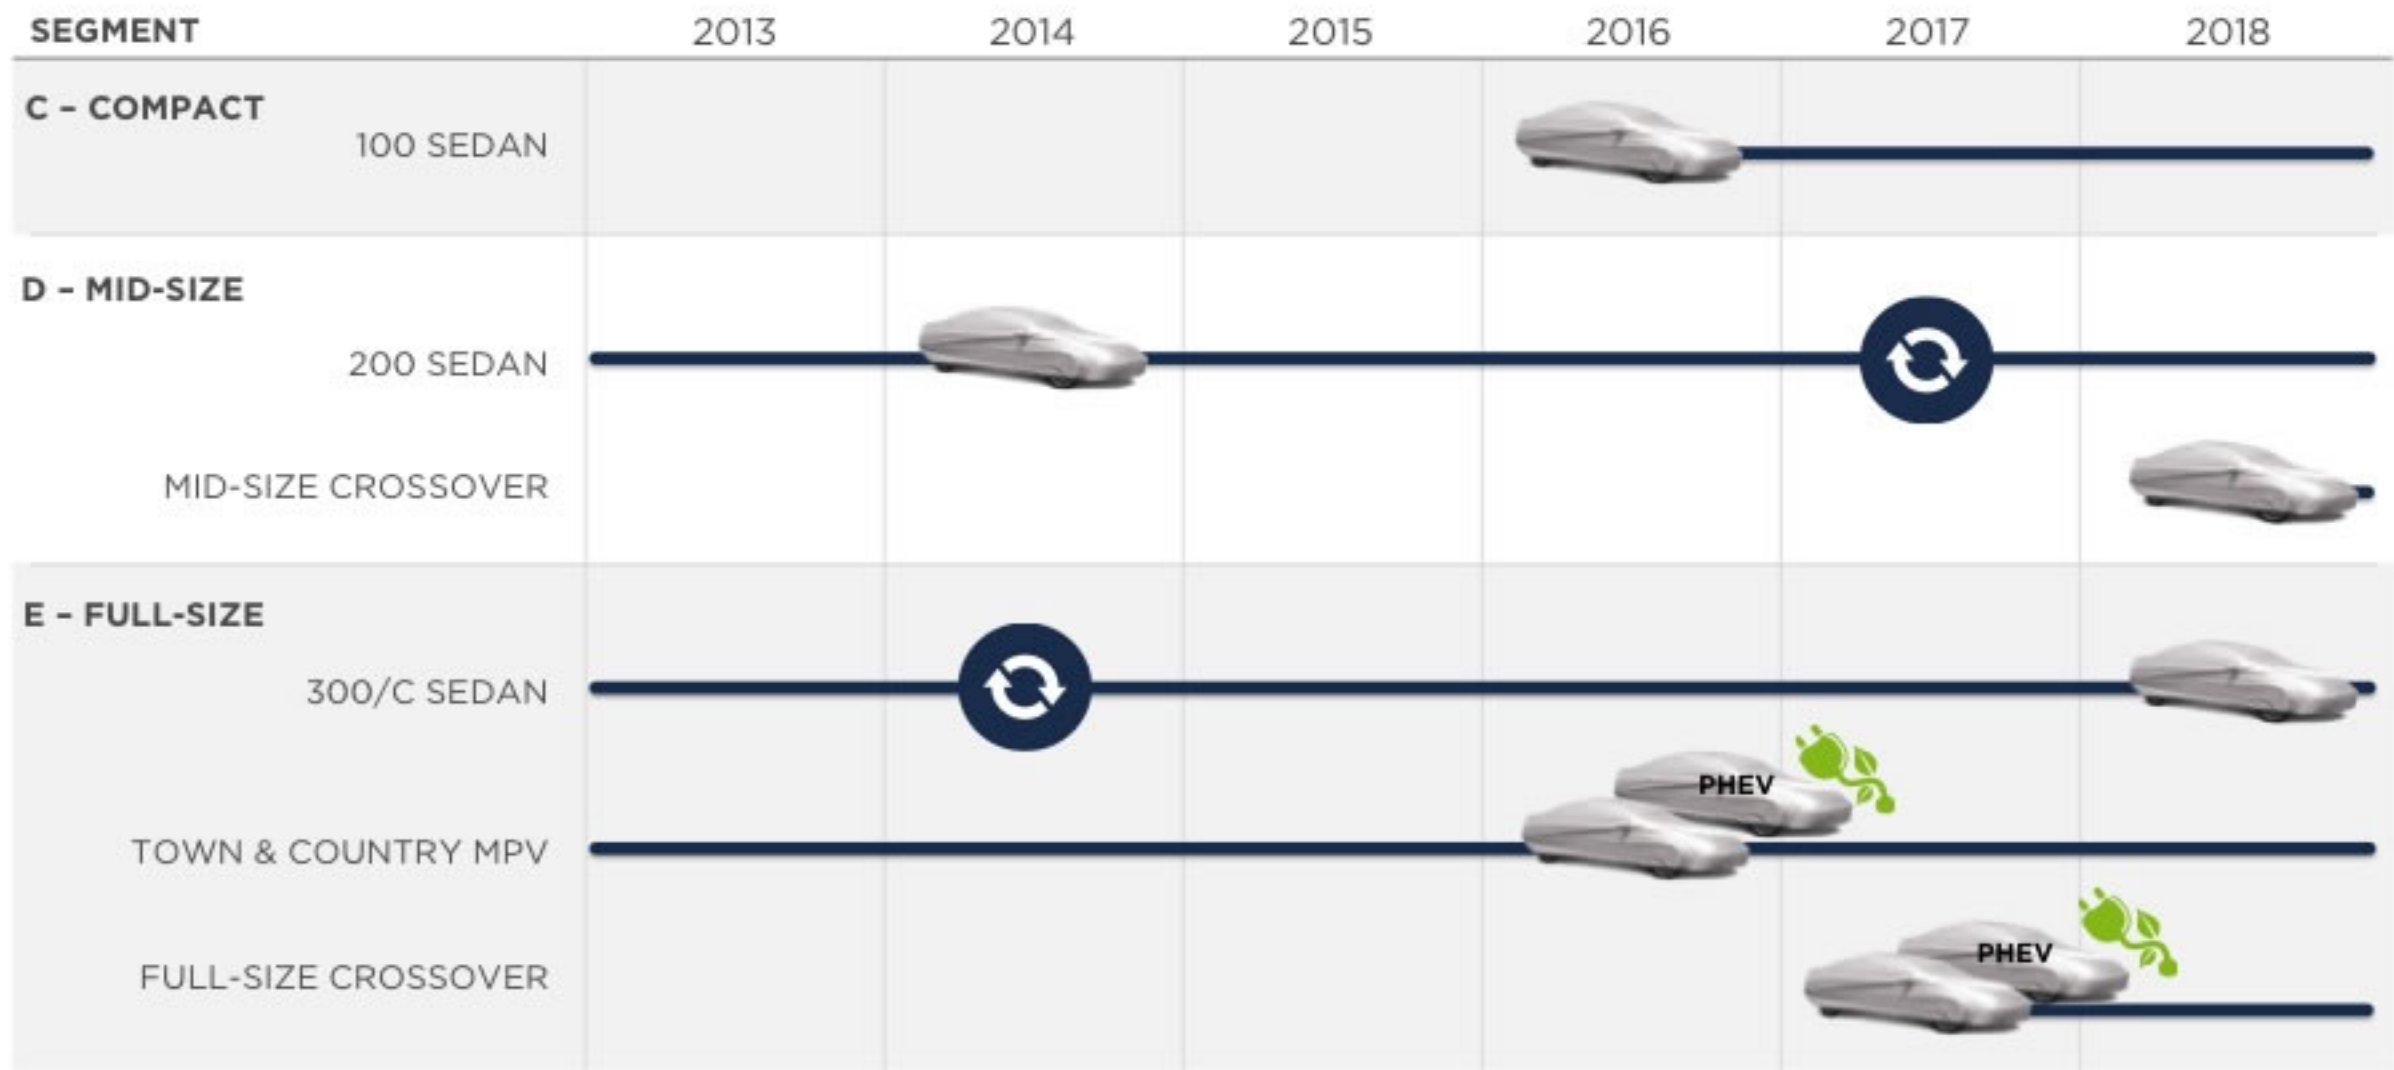 SEGMENT 2013 2014 2015 2016 2017 2018
C – COMPACT
100 SEDAN
D – MID-SIZE
200 SEDAN
MID-SIZE CROSSOVER
E – FULL-SIZE
300/C SEDAN
PHEV
TOWN & COUNTRY MPV
PHEV
FULL-SIZE CROSSOVER